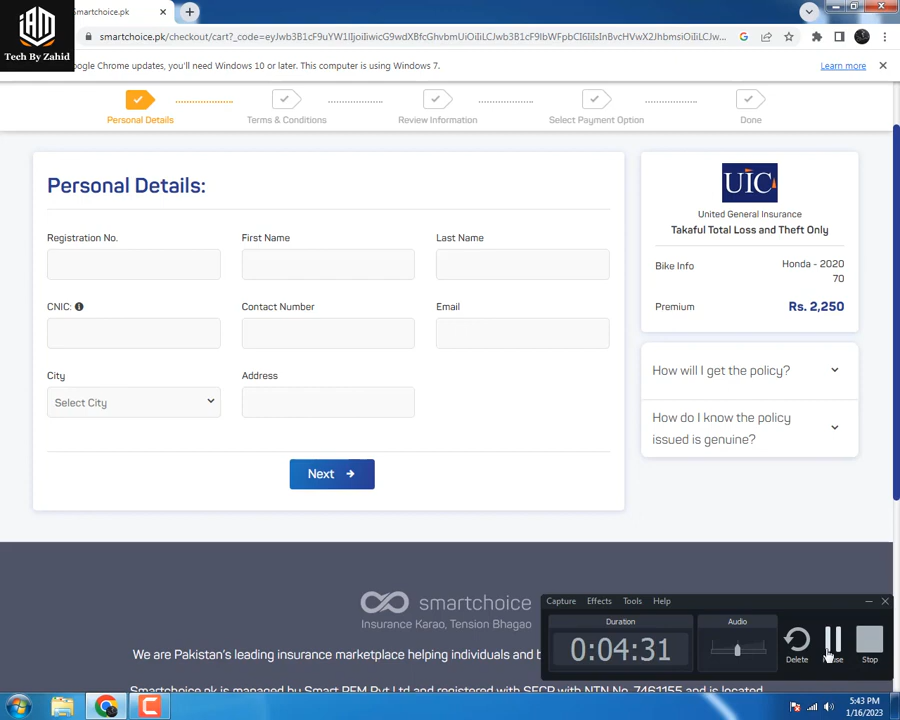 Smartchoice.pk
Tech By Zahid
smartchoice.pk/checkout/cart?_code=
ogle Chrome updates, you'll need Windows 10 or later. This computer is using Windows 7.
Learn more
Personal Details
Terms & Conditions
Review Information
Select Payment Option
Done
Personal Details:
Registration No.
First Name
Last Name
CNIC:
Contact Number
Email
City
Address
Select City
Next
UIC
United General Insurance
Takaful Total Loss and Theft Only
Bike Info
Honda - 2020
70
Premium
Rs. 2,250
How will I get the policy?
How do I know the policy
issued is genuine?
smartchoice
Insurance Karao, Tension Bhagao
We are Pakistan's leading insurance marketplace helping individuals and b
Smartchoice.pk is managed by Smart PFM Pvt Ltd and registered with SECP with NTN No. 7461155 and is located
Capture
Effects
Tools
Help
Duration
Audio
0:04:31
Delete
Stop
5:43 PM
1/16/2023